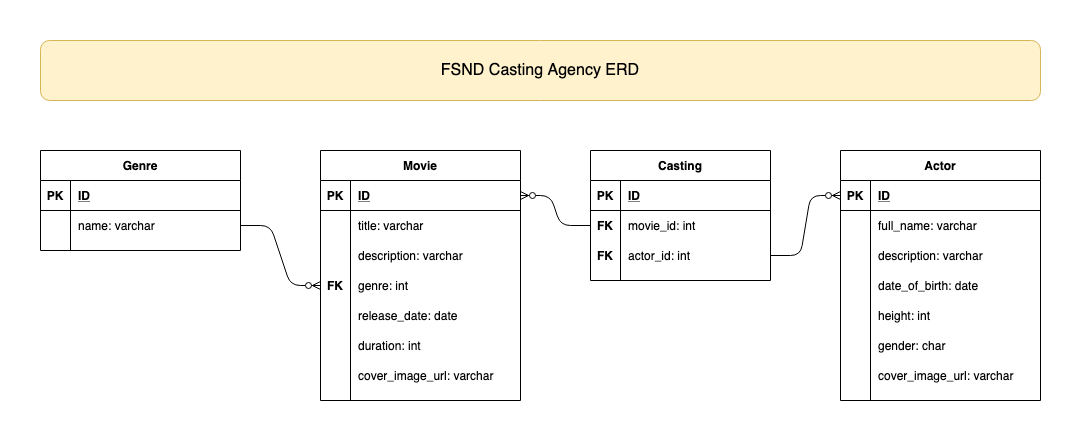 FSND Casting Agency ERD
Genre
PK ID
name: varchar
Movie
PK ID
title: varchar
description: varchar
FK genre: int
release_date: date
duration: int
cover_image_url: varchar
Casting
PK ID
FK movie_id: int
FK actor_id: int
Actor
PK ID
full_name: varchar
description: varchar
date_of_birth: date
height: int
gender: char
cover_image_url: varchar